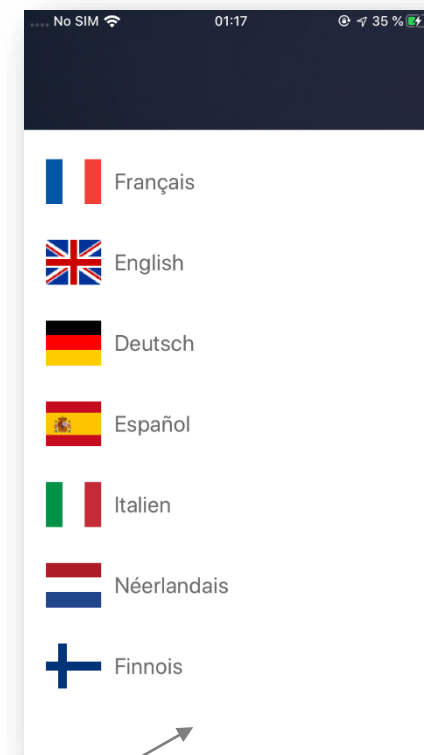 No SIM 01:17 35 %
Français
English
Deutsch
Español
Italien
Néerlandais
Finnois